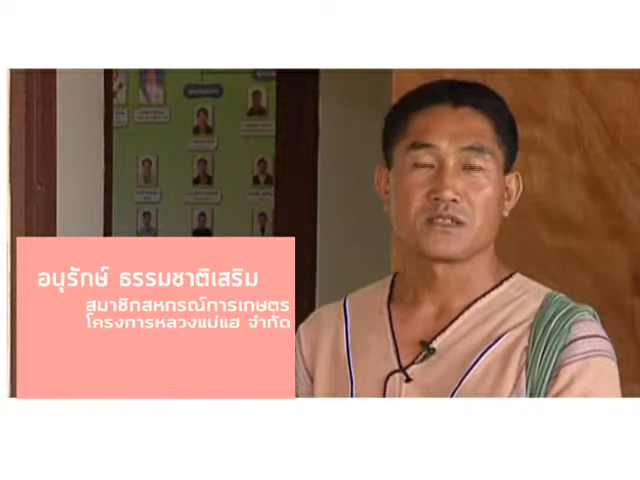 อนุรักษ์ ธรรมชาติเสริม
สมาชิกสหกรณ์การเกษตร
โครงการหลวงแม่แฮ จำกัด